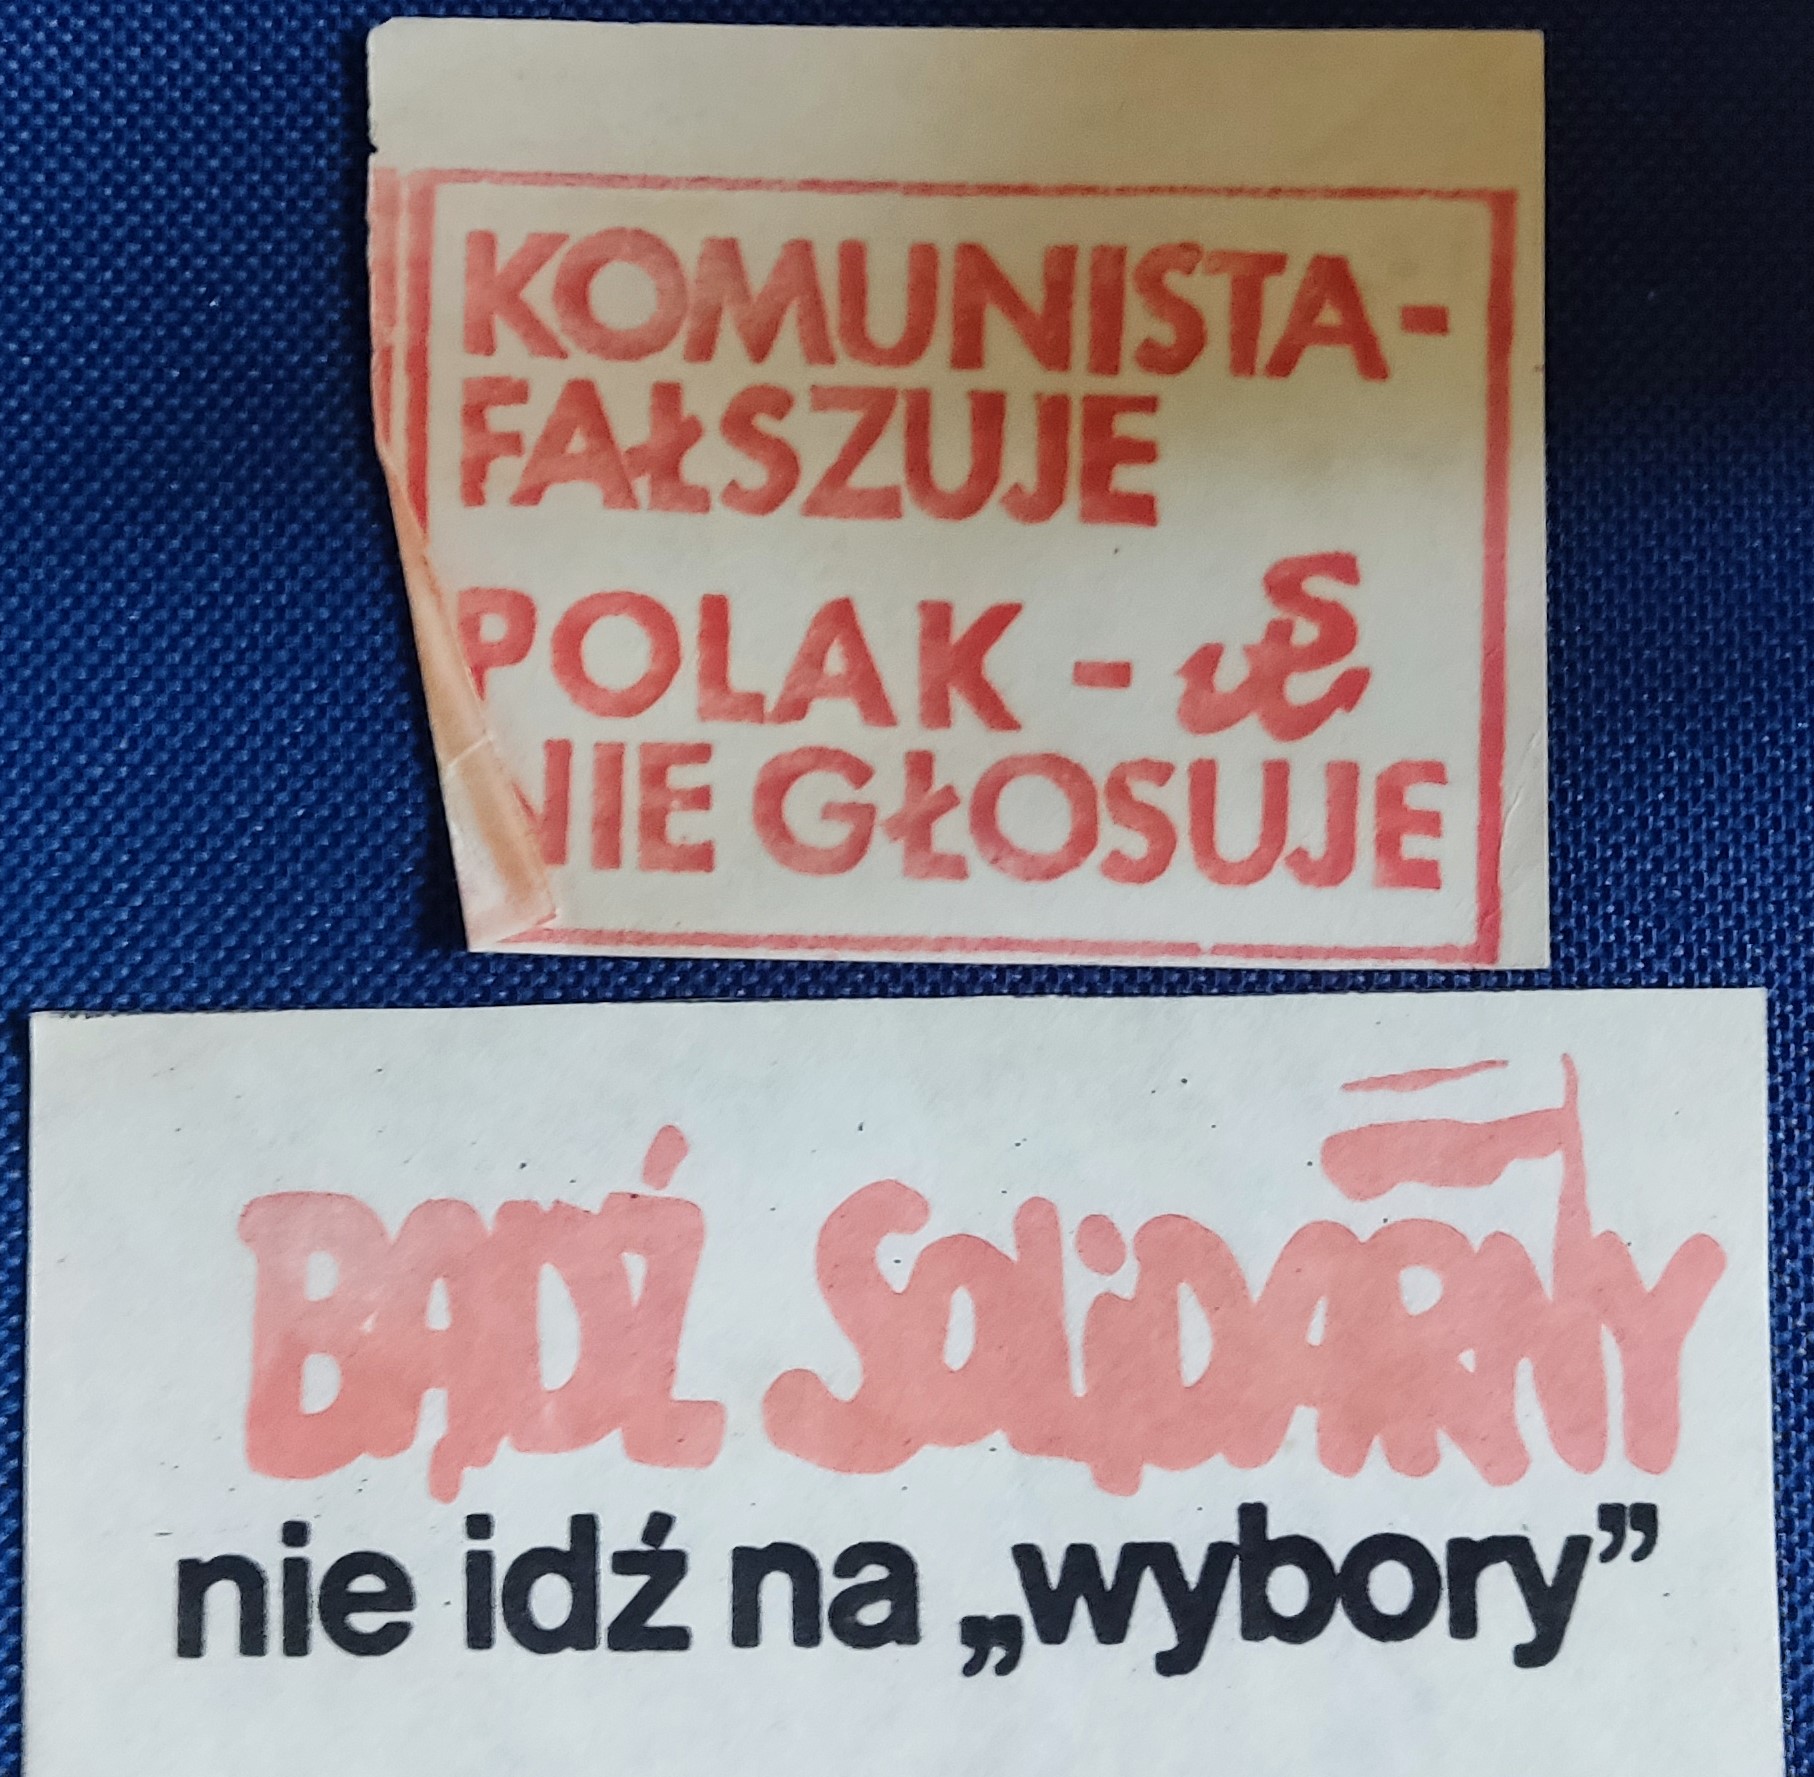 KOMUNISTA-
FAŁSZUJE
POLAK -
NIE GŁOSUJE
BĄDŹ SOLiDARNY
nie idź na „wybory”